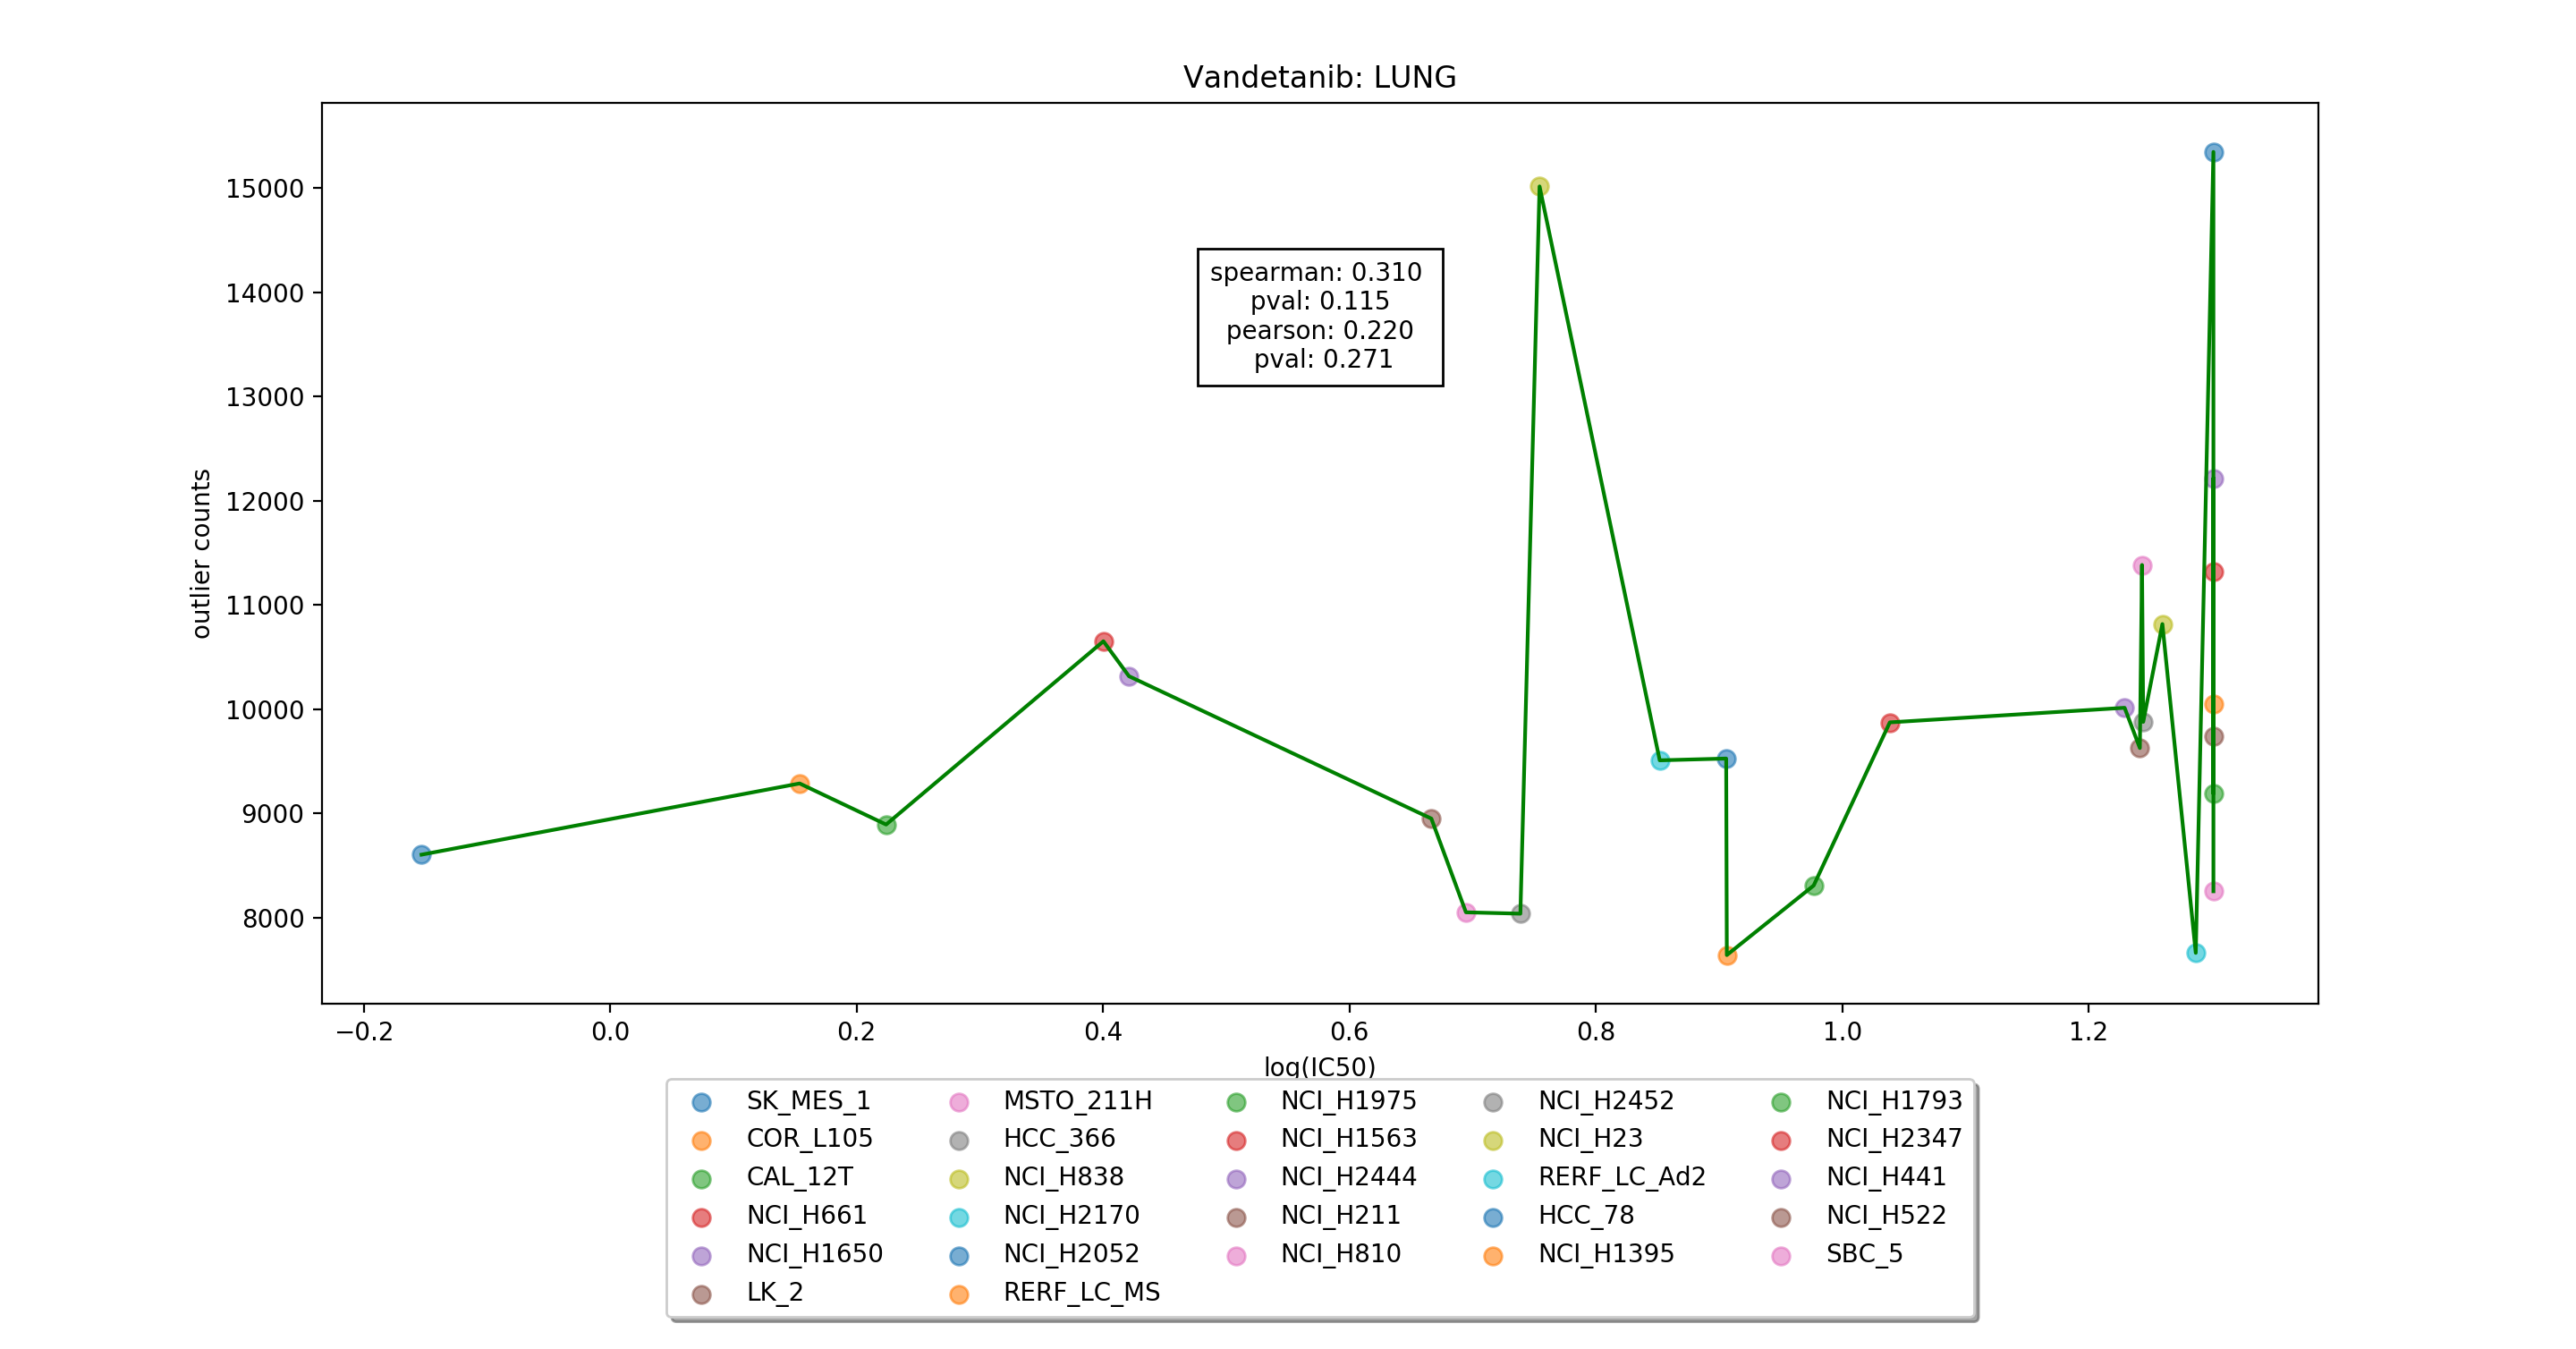 Vandetanib: LUNG
15000
14000
13000
12000
11000
10000
9000
8000
outlier counts
spearman: 0.310
pval: 0.115
pearson: 0.220
pval: 0.271
−0.2 0.0 0.2 0.4 0.6 0.8 1.0 1.2
log(IC50)
SK_MES_1 MSTO_211H NCI_H1975 NCI_H2452 NCI_H1793
COR_L105 HCC_366 NCI_H1563 NCI_H23 NCI_H2347
CAL_12T NCI_H838 NCI_H2444 RERF_LC_Ad2 NCI_H441
NCI_H661 NCI_H2170 NCI_H211 HCC_78 NCI_H522
NCI_H1650 NCI_H2052 NCI_H810 NCI_H1395 SBC_5
LK_2 RERF_LC_MS